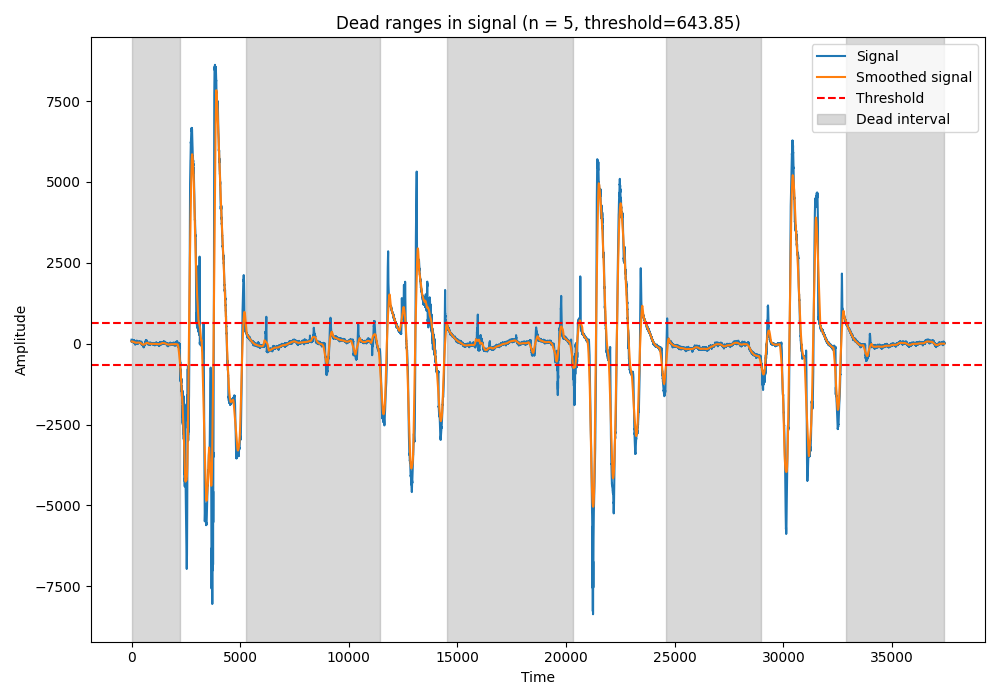 Dead ranges in signal (n = 5, threshold=643.85)
Signal
Smoothed signal
Threshold
Dead interval
Amplitude
7500
5000
2500
0
−2500
−5000
−7500
0 5000 10000 15000 20000 25000 30000 35000
Time